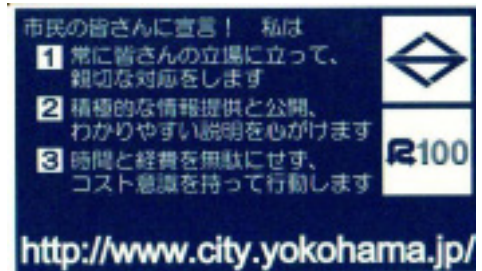 市民の皆さんに宣言! 私は
1 常に皆さんの立場に立って、
親切な対応をします
2 積極的な情報提供と公開、
わかりやすい説明を心がけます
3 時間と経費を無駄にせず、
コスト意識を持って行動します
R100
http://www.city.yokohama.jp/